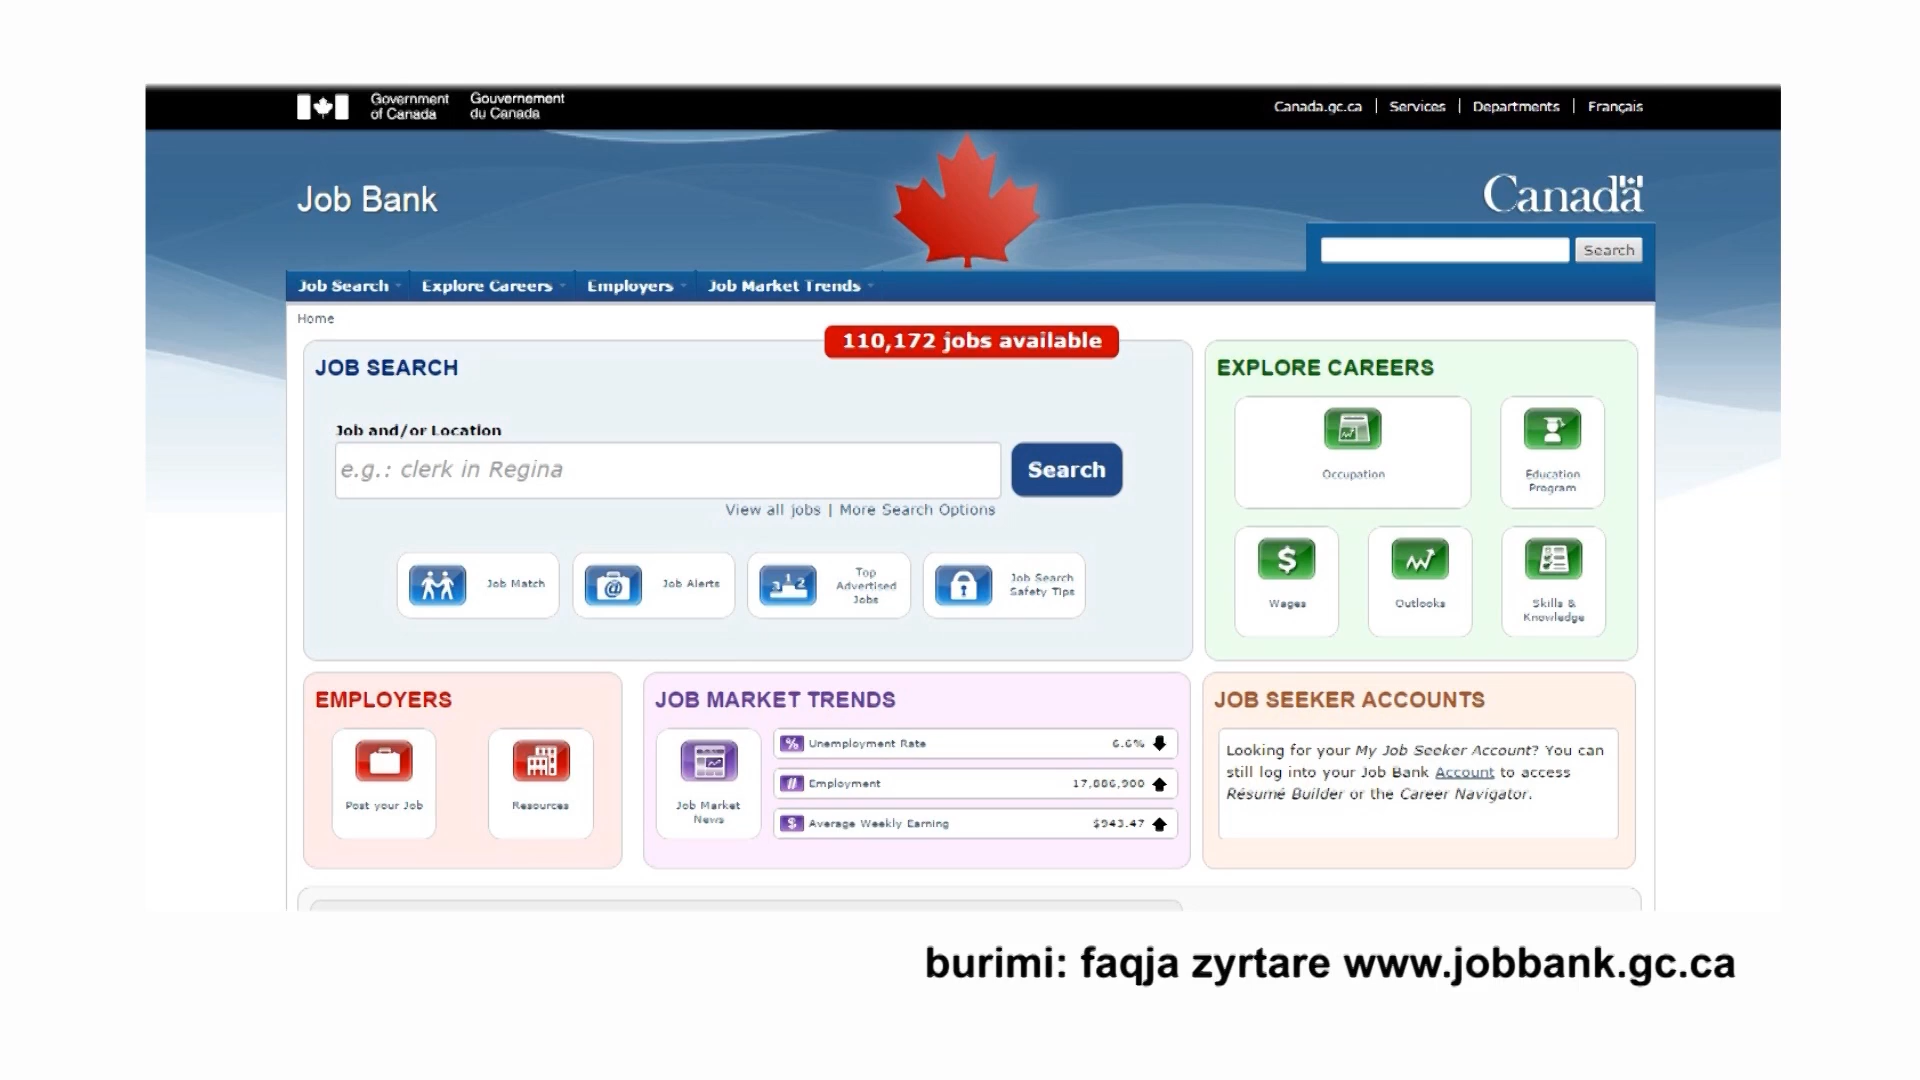 Government of Canada
Gouvernement du Canada
Canada.gc.ca | Services | Departments | Français
Job Bank
Canada
Search
Job Search
Explore Careers
Employers
Job Market Trends
Home
110,172 jobs available
JOB SEARCH
Job and/or Location
e.g.: clerk in Regina
Search
View all jobs | More Search Options
Job Match
Job Alerts
Top Advertised Jobs
Job Search Safety Tips
EXPLORE CAREERS
Occupation
Education Program
Wages
Outlooks
Skills & Knowledge
EMPLOYERS
Post your Job
Resources
JOB MARKET TRENDS
Job Market News
Unemployment Rate
Employment
Average Weekly Earning $943.47
JOB SEEKER ACCOUNTS
Looking for your My Job Seeker Account? You can
still log into your Job Bank Account to access
Résumé Builder or the Career Navigator.
burimi: faqja zyrtare www.jobbank.gc.ca